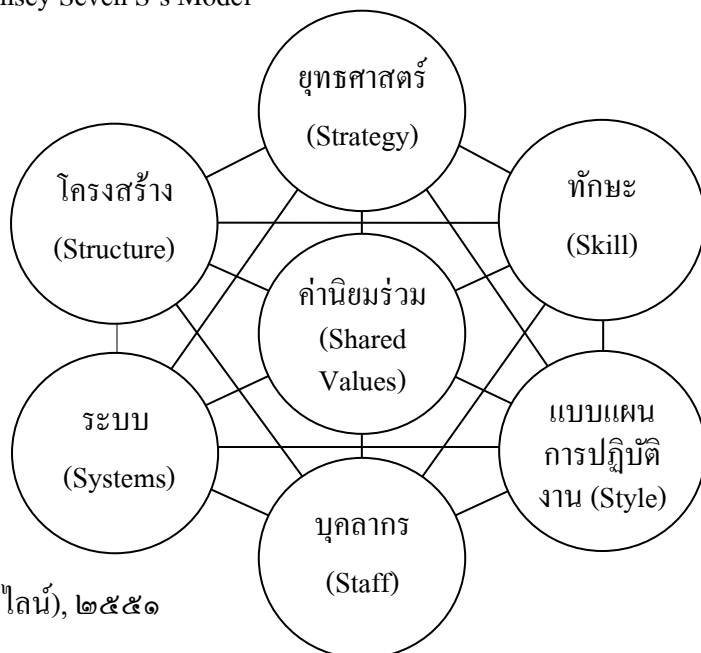 Seven S's Model
ยุทธศาสตร์
(Strategy)
โครงสร้าง
(Structure)
ทักษะ
(Skill)
ค่านิยมร่วม
(Shared
Values)
ระบบ
(Systems)
แบบแผน
การปฏิบัติ
งาน (Style)
บุคลากร
(Staff)
ไลน์), ๒๕๕๑